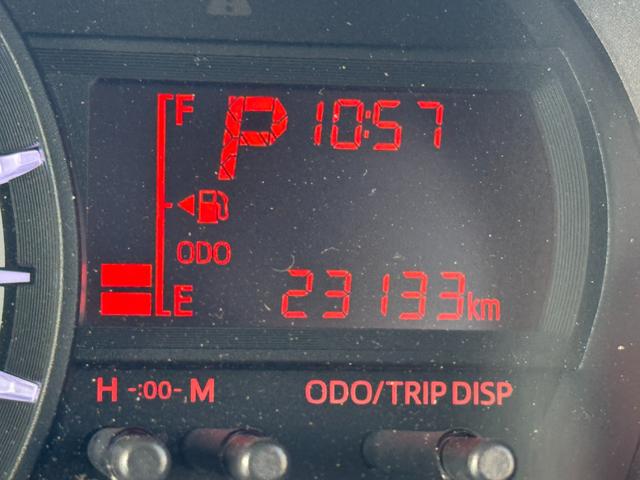 F P 10:57
ODO
E 23133km
H -:00- M ODO/TRIP DISP